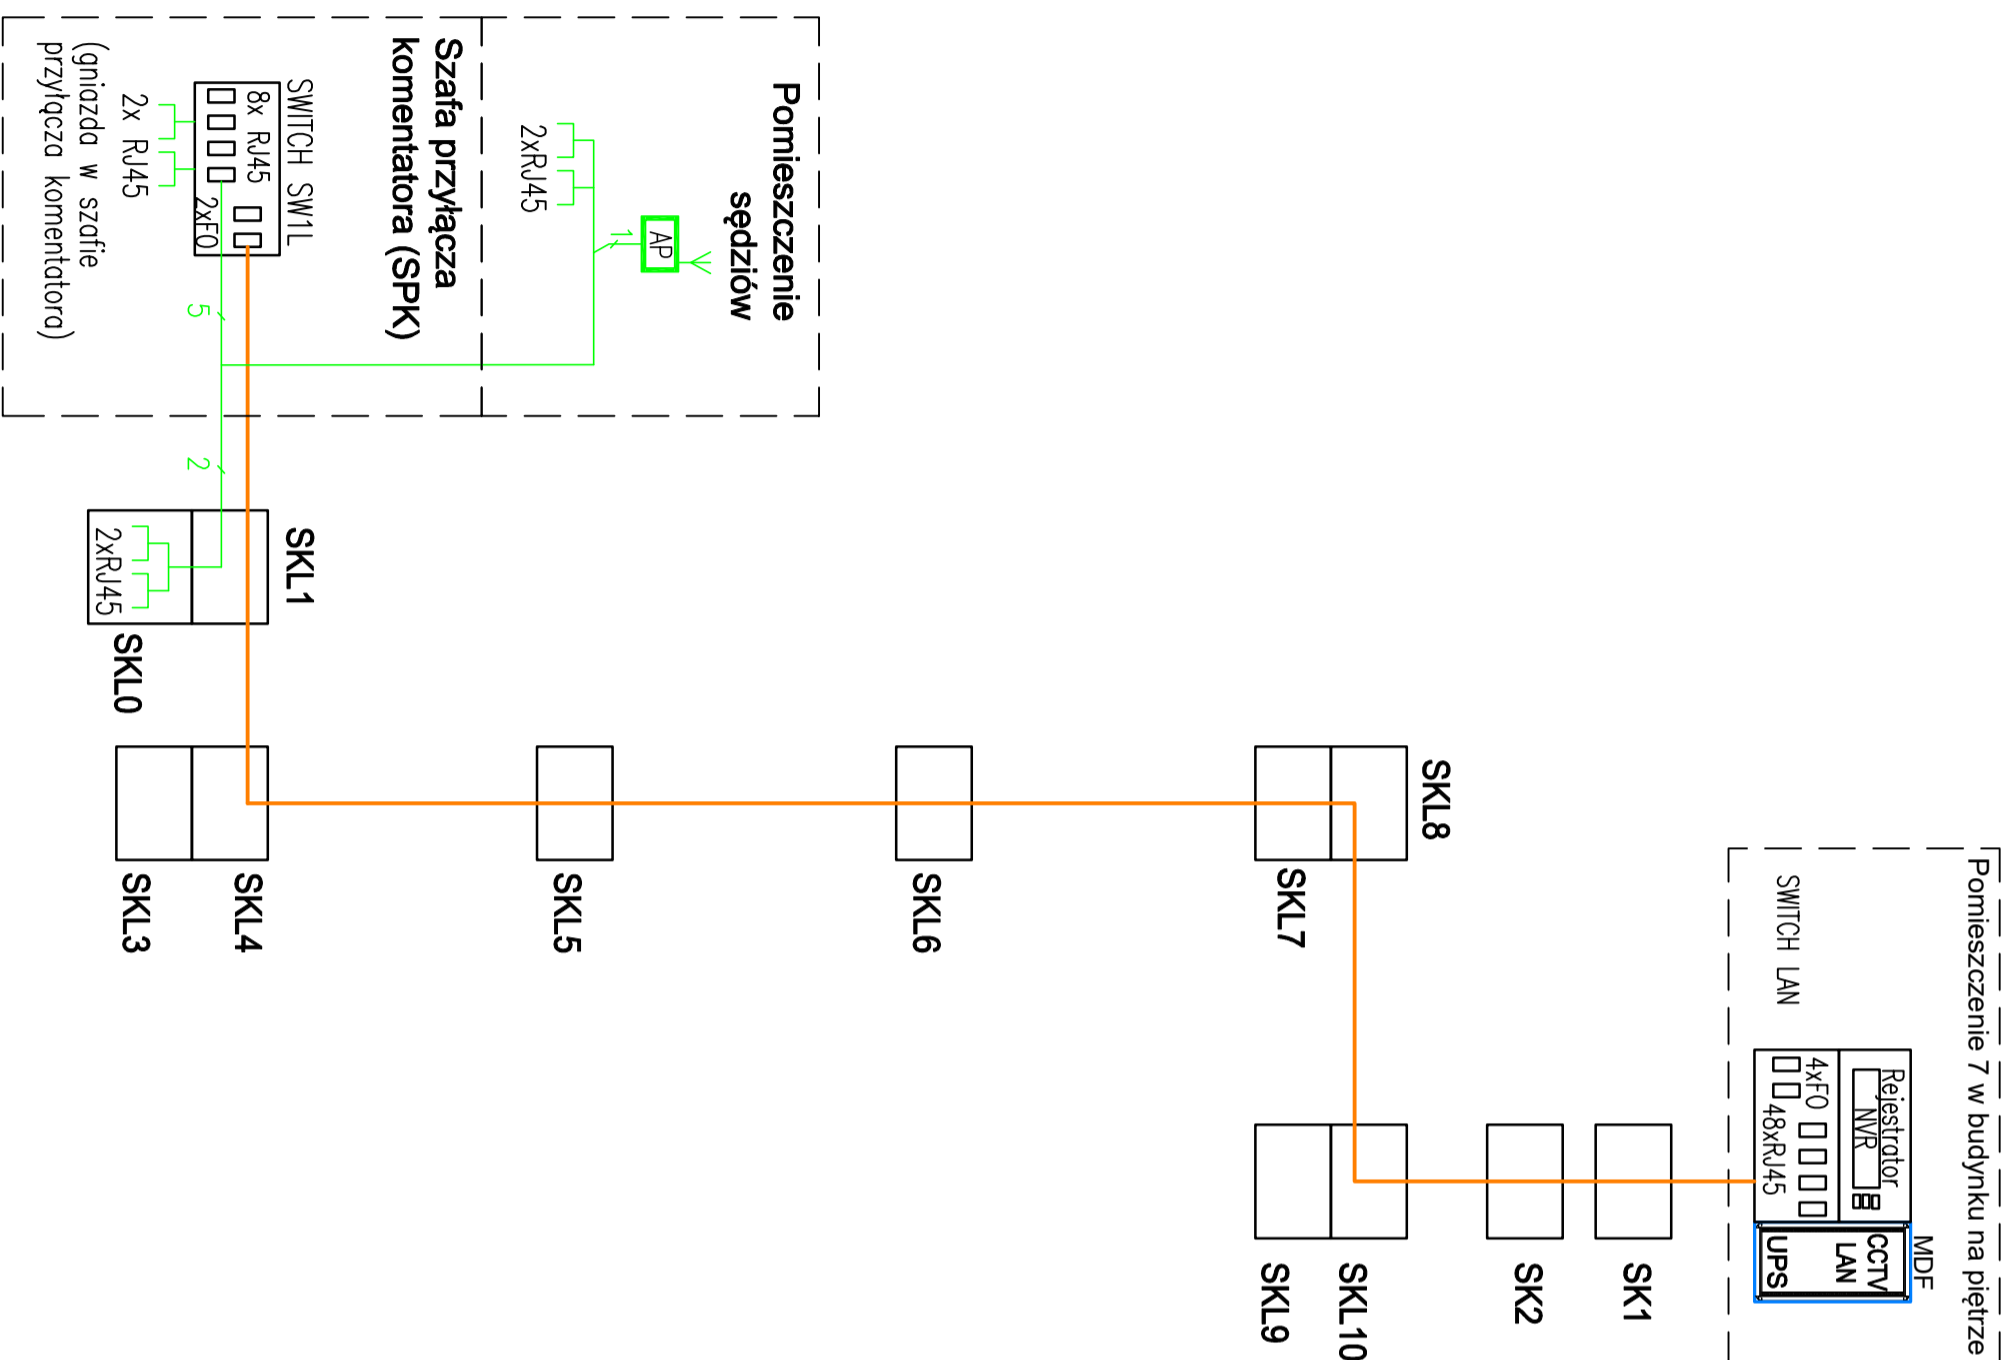 Pomieszczenie 7 w budynku na piętrze
MDF
SWITCH LAN
Rejestrator
NVR
4xFO
48xRJ45
CCTV
LAN
UPS
Pomieszczenie
sędziów
AP
1
2xRJ45
Szafa przyłącza
komentatora (SPK)
SWITCH SW1L
8x RJ45
2xFO
2x RJ45
(gniazda w szafie
przyłącza komentatora)
5
2
SKL1
2xRJ45
SKL0
SKL8
SKL3
SKL4
SKL5
SKL6
SKL7
SKL9
SKL10
SK2
SK1